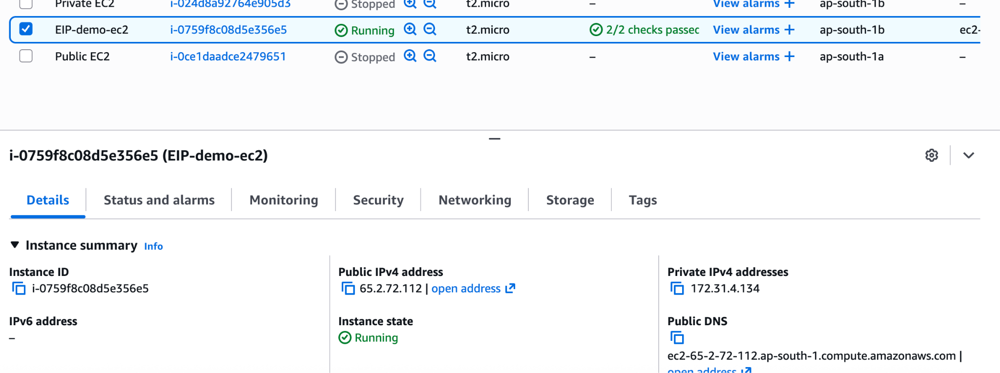 Private EC2 i-024d8a92764e905d3 Stopped t2.micro – View alarms + ap-south-1b –
EIP-demo-ec2 i-0759f8c08d5e356e5 Running t2.micro 2/2 checks passec View alarms + ap-south-1b ec2-
Public EC2 i-0ce1daadce2479651 Stopped t2.micro – View alarms + ap-south-1a –
i-0759f8c08d5e356e5 (EIP-demo-ec2)
Details Status and alarms Monitoring Security Networking Storage Tags
Instance summary Info
Instance ID
i-0759f8c08d5e356e5
Public IPv4 address
65.2.72.112 | open address
Private IPv4 addresses
172.31.4.134
IPv6 address
–
Instance state
Running
Public DNS
ec2-65-2-72-112.ap-south-1.compute.amazonaws.com |
open address